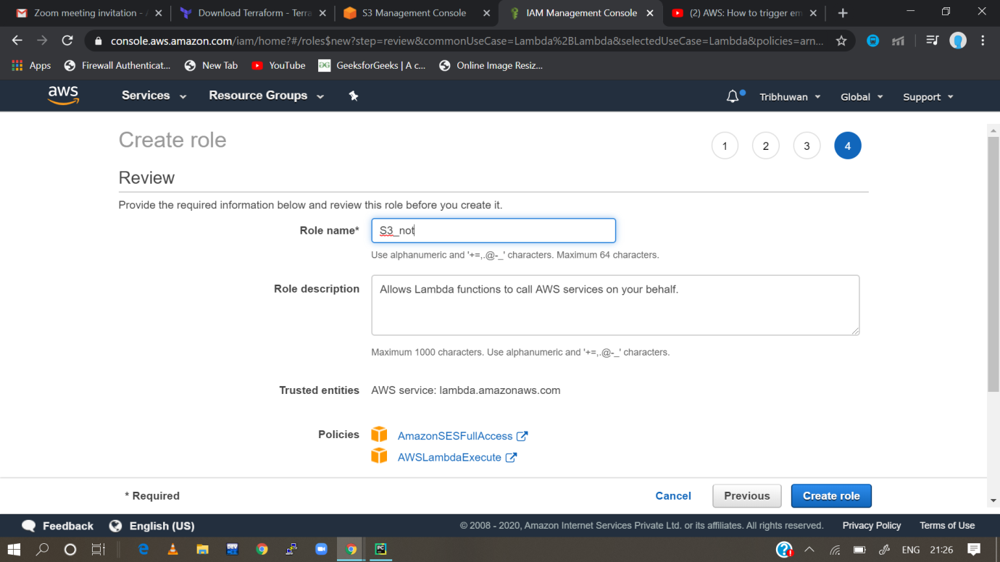 Zoom meeting invitation - A
Download Terraform - Terra
S3 Management Console
IAM Management Console
(2) AWS: How to trigger em
console.aws.amazon.com/iam/home?#/roles$new?step=review&commonUseCase=Lambda%2BLambda&selectedUseCase=Lambda&policies=arn...
Apps
Firewall Authenticat...
New Tab
YouTube
GeeksforGeeks | A c...
Online Image Resiz...
aws
Services
Resource Groups
Tribhuwan
Global
Support
Create role
1
2
3
4
Review
Provide the required information below and review this role before you create it.
Role name*
S3_not
Use alphanumeric and '+=,.@-_' characters. Maximum 64 characters.
Role description
Allows Lambda functions to call AWS services on your behalf.
Maximum 1000 characters. Use alphanumeric and '+=,.@-_' characters.
Trusted entities
AWS service: lambda.amazonaws.com
Policies
AmazonSESFullAccess
AWSLambdaExecute
* Required
Cancel
Previous
Create role
Feedback
English (US)
© 2008 - 2020, Amazon Internet Services Private Ltd. or its affiliates. All rights reserved.
Privacy Policy
Terms of Use
DEV
PC
ENG
21:26